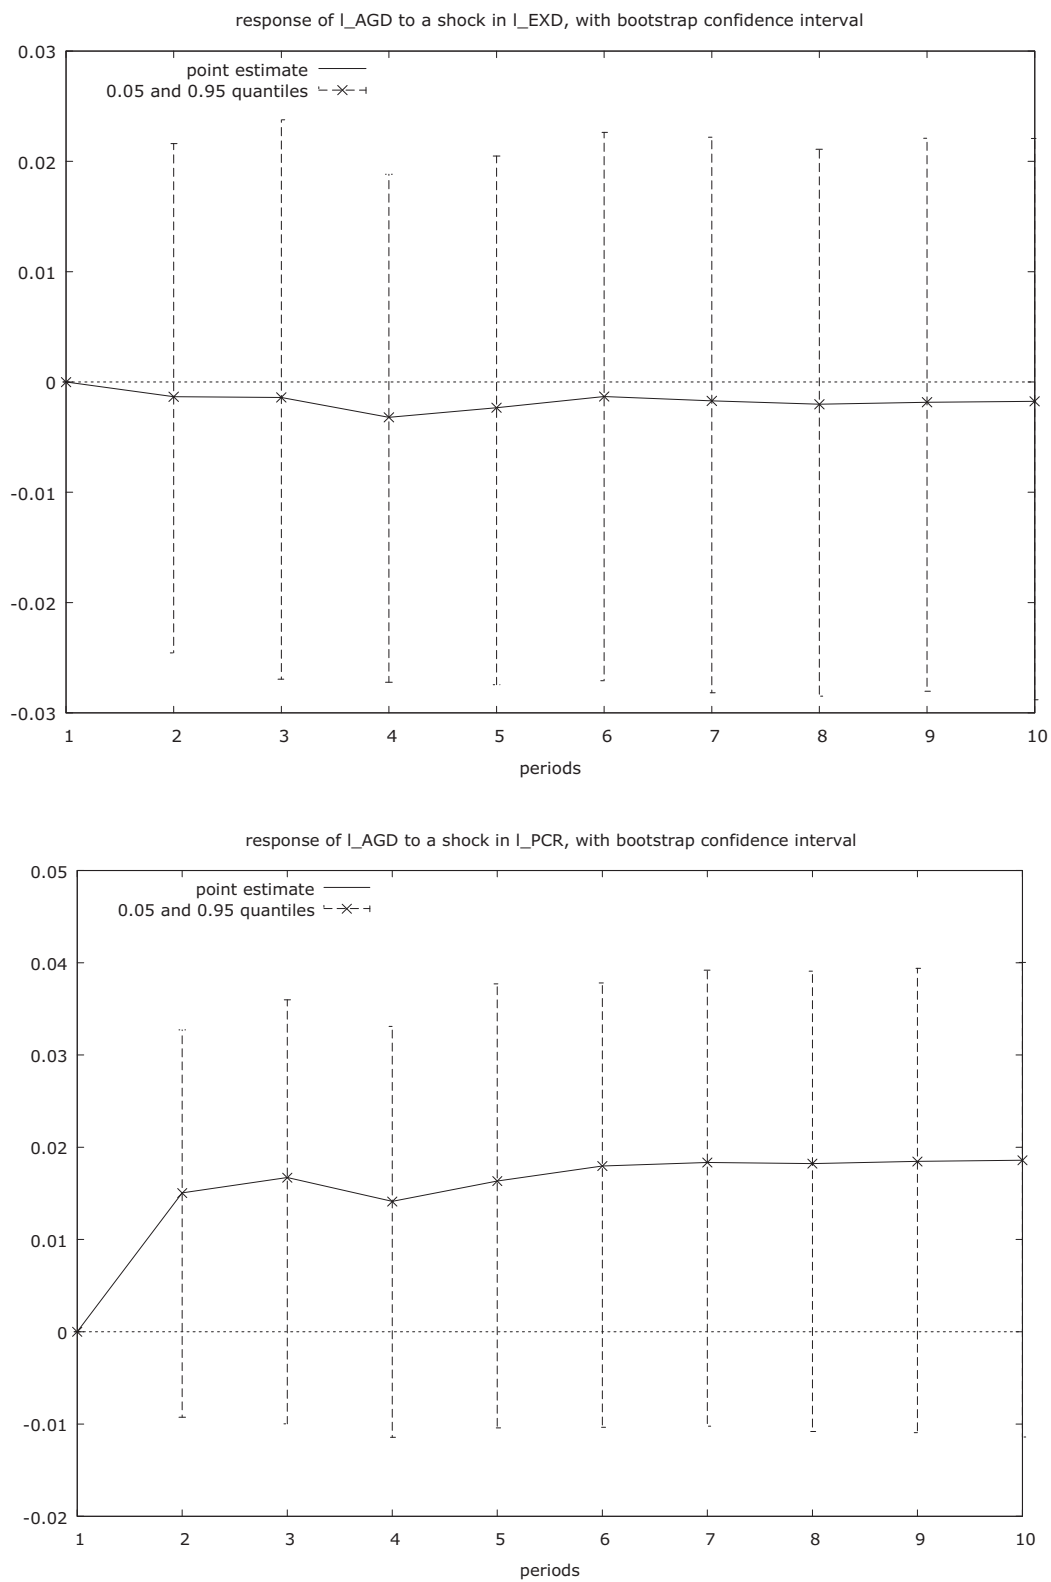 response of l_AGD to a shock in l_EXD, with bootstrap confidence interval
0.03
point estimate
0.05 and 0.95 quantiles
0.02
0.01
0
-0.01
-0.02
-0.03
1 2 3 4 5 6 7 8 9 10
periods
response of l_AGD to a shock in l_PCR, with bootstrap confidence interval
0.05
point estimate
0.05 and 0.95 quantiles
0.04
0.03
0.02
0.01
0
-0.01
-0.02
1 2 3 4 5 6 7 8 9 10
periods